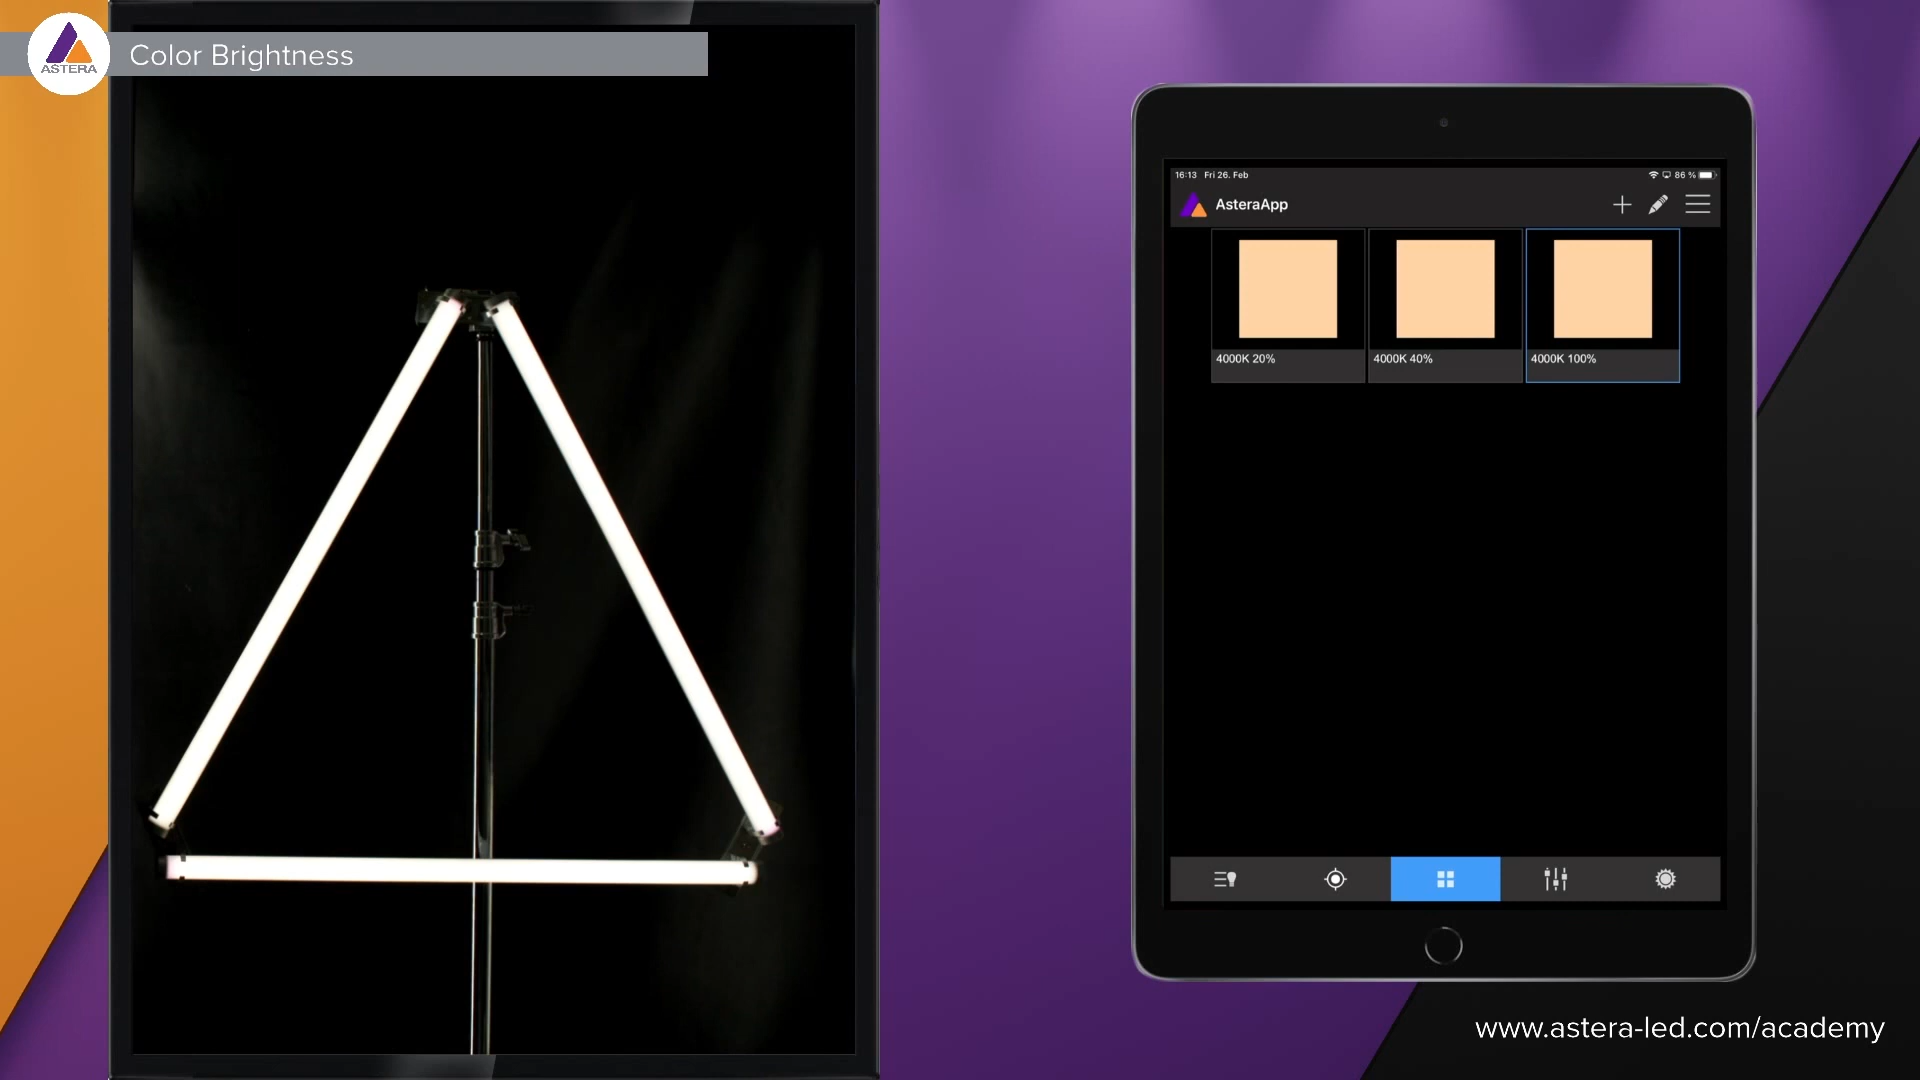 ASTERA
Color Brightness
16:13 Fri 26. Feb
86 %
AsteraApp
4000K 20%
4000K 40%
4000K 100%
www.astera-led.com/academy